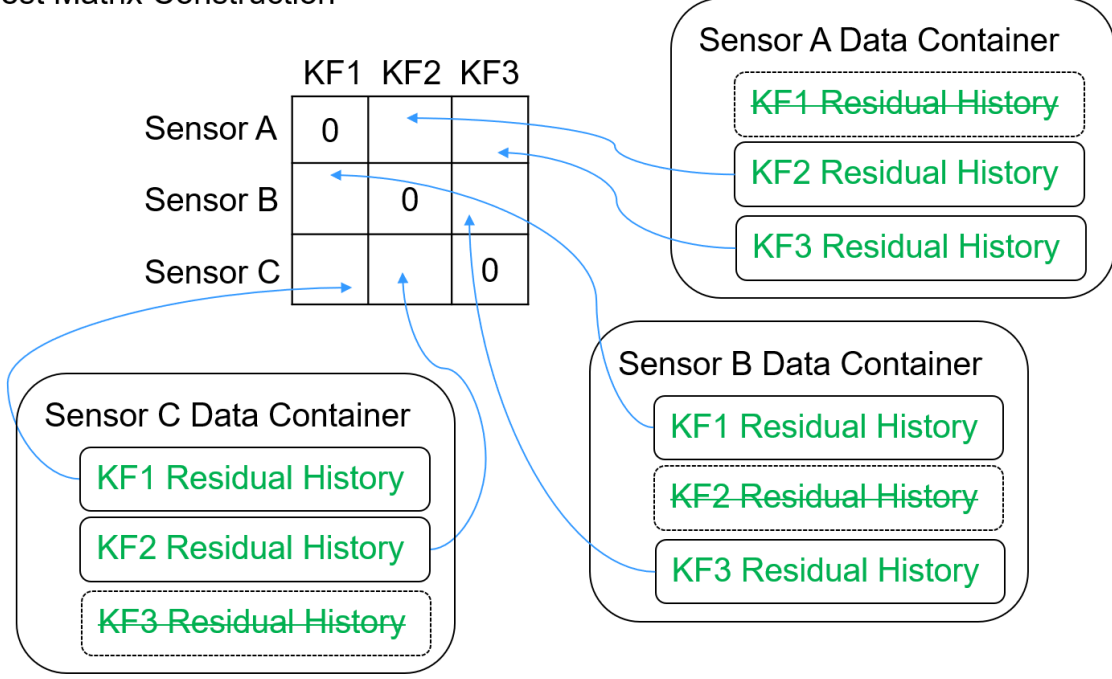 Matrix Construction
Sensor A Data Container
KF1 Residual History
KF2 Residual History
KF3 Residual History
KF1 KF2 KF3
Sensor A 0
Sensor B 0
Sensor C 0
Sensor B Data Container
KF1 Residual History
KF2 Residual History
KF3 Residual History
Sensor C Data Container
KF1 Residual History
KF2 Residual History
KF3 Residual History